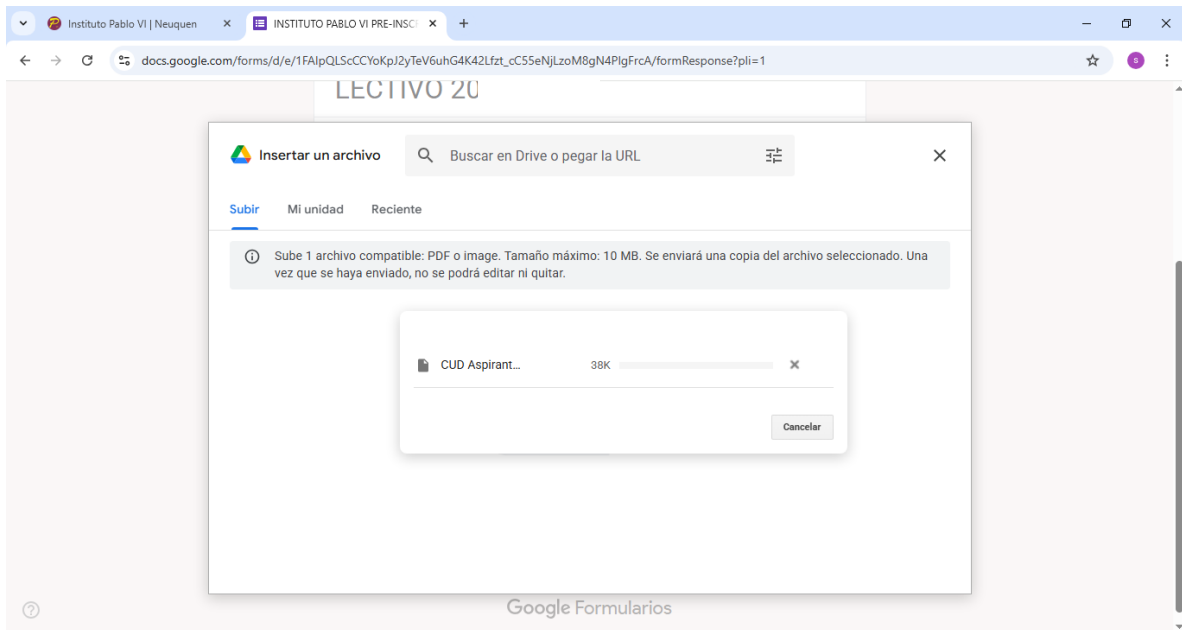 Instituto Pablo VI | Neuquen
INSTITUTO PABLO VI PRE-INSC
docs.google.com/forms/d/e/1FAIpQLScCCYoKpJ2yTeV6uhG4K42Lfzt_cC55eNjLzoM8gN4PIgFrcA/formResponse?pli=1
S
LECTIVO 20
Insertar un archivo
Buscar en Drive o pegar la URL
Subir Mi unidad Reciente
Sube 1 archivo compatible: PDF o image. Tamaño máximo: 10 MB. Se enviará una copia del archivo seleccionado. Una
vez que se haya enviado, no se podrá editar ni quitar.
CUD Aspirant... 38K
Cancelar
Google Formularios